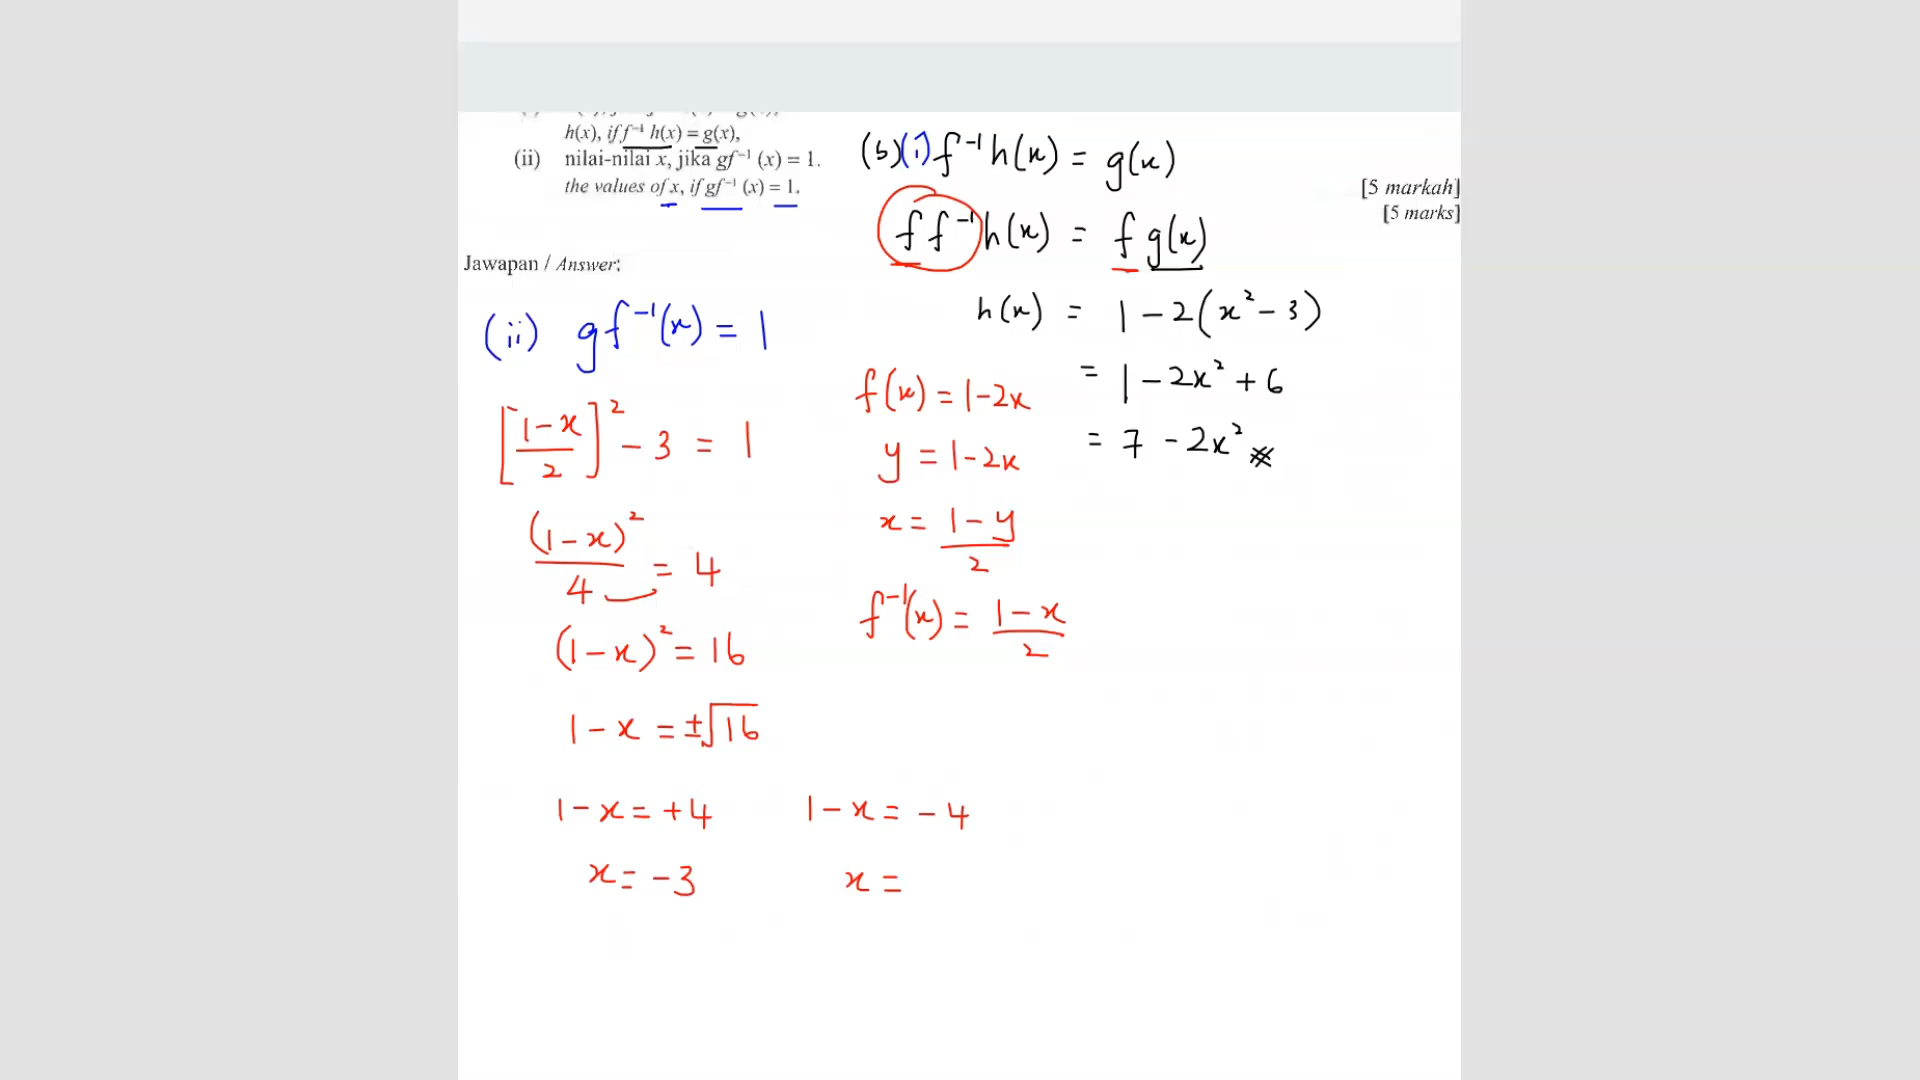 h(x), if f⁻¹ h(x) = g(x),
(ii) nilai-nilai x, jika gf⁻¹ (x) = 1.
the values of x, if gf⁻¹ (x) = 1.
[5 markah]
[5 marks]
Jawapan / Answer:
(b)(i) f⁻¹h(x) = g(x)
f f⁻¹h(x) = f g(x)
h(x) = 1 - 2(x² - 3)
= 1 - 2x² + 6
= 7 - 2x²
(ii) gf⁻¹(x) = 1
[(1-x)/2]² - 3 = 1
(1-x)²/4 = 4
(1-x)² = 16
1 - x = ±√16
1 - x = +4
x = -3
1 - x = -4
x =
f(x) = 1-2x
y = 1-2x
x = (1-y)/2
f⁻¹(x) = (1-x)/2